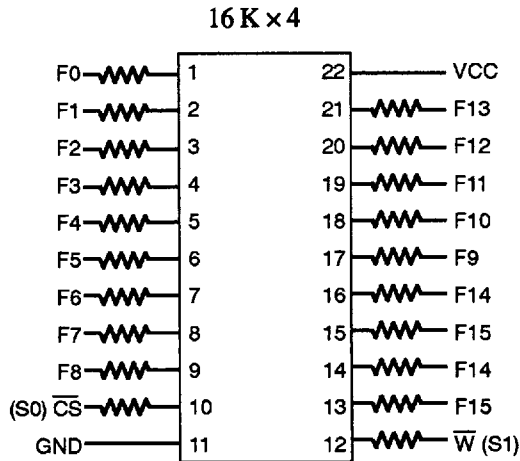 16 K × 4
F0 1 22 VCC
F1 2 21 F13
F2 3 20 F12
F3 4 19 F11
F4 5 18 F10
F5 6 17 F9
F6 7 16 F14
F7 8 15 F15
F8 9 14 F14
(S0) C̅S̅ 10 13 F15
GND 11 12 W̅ (S1)